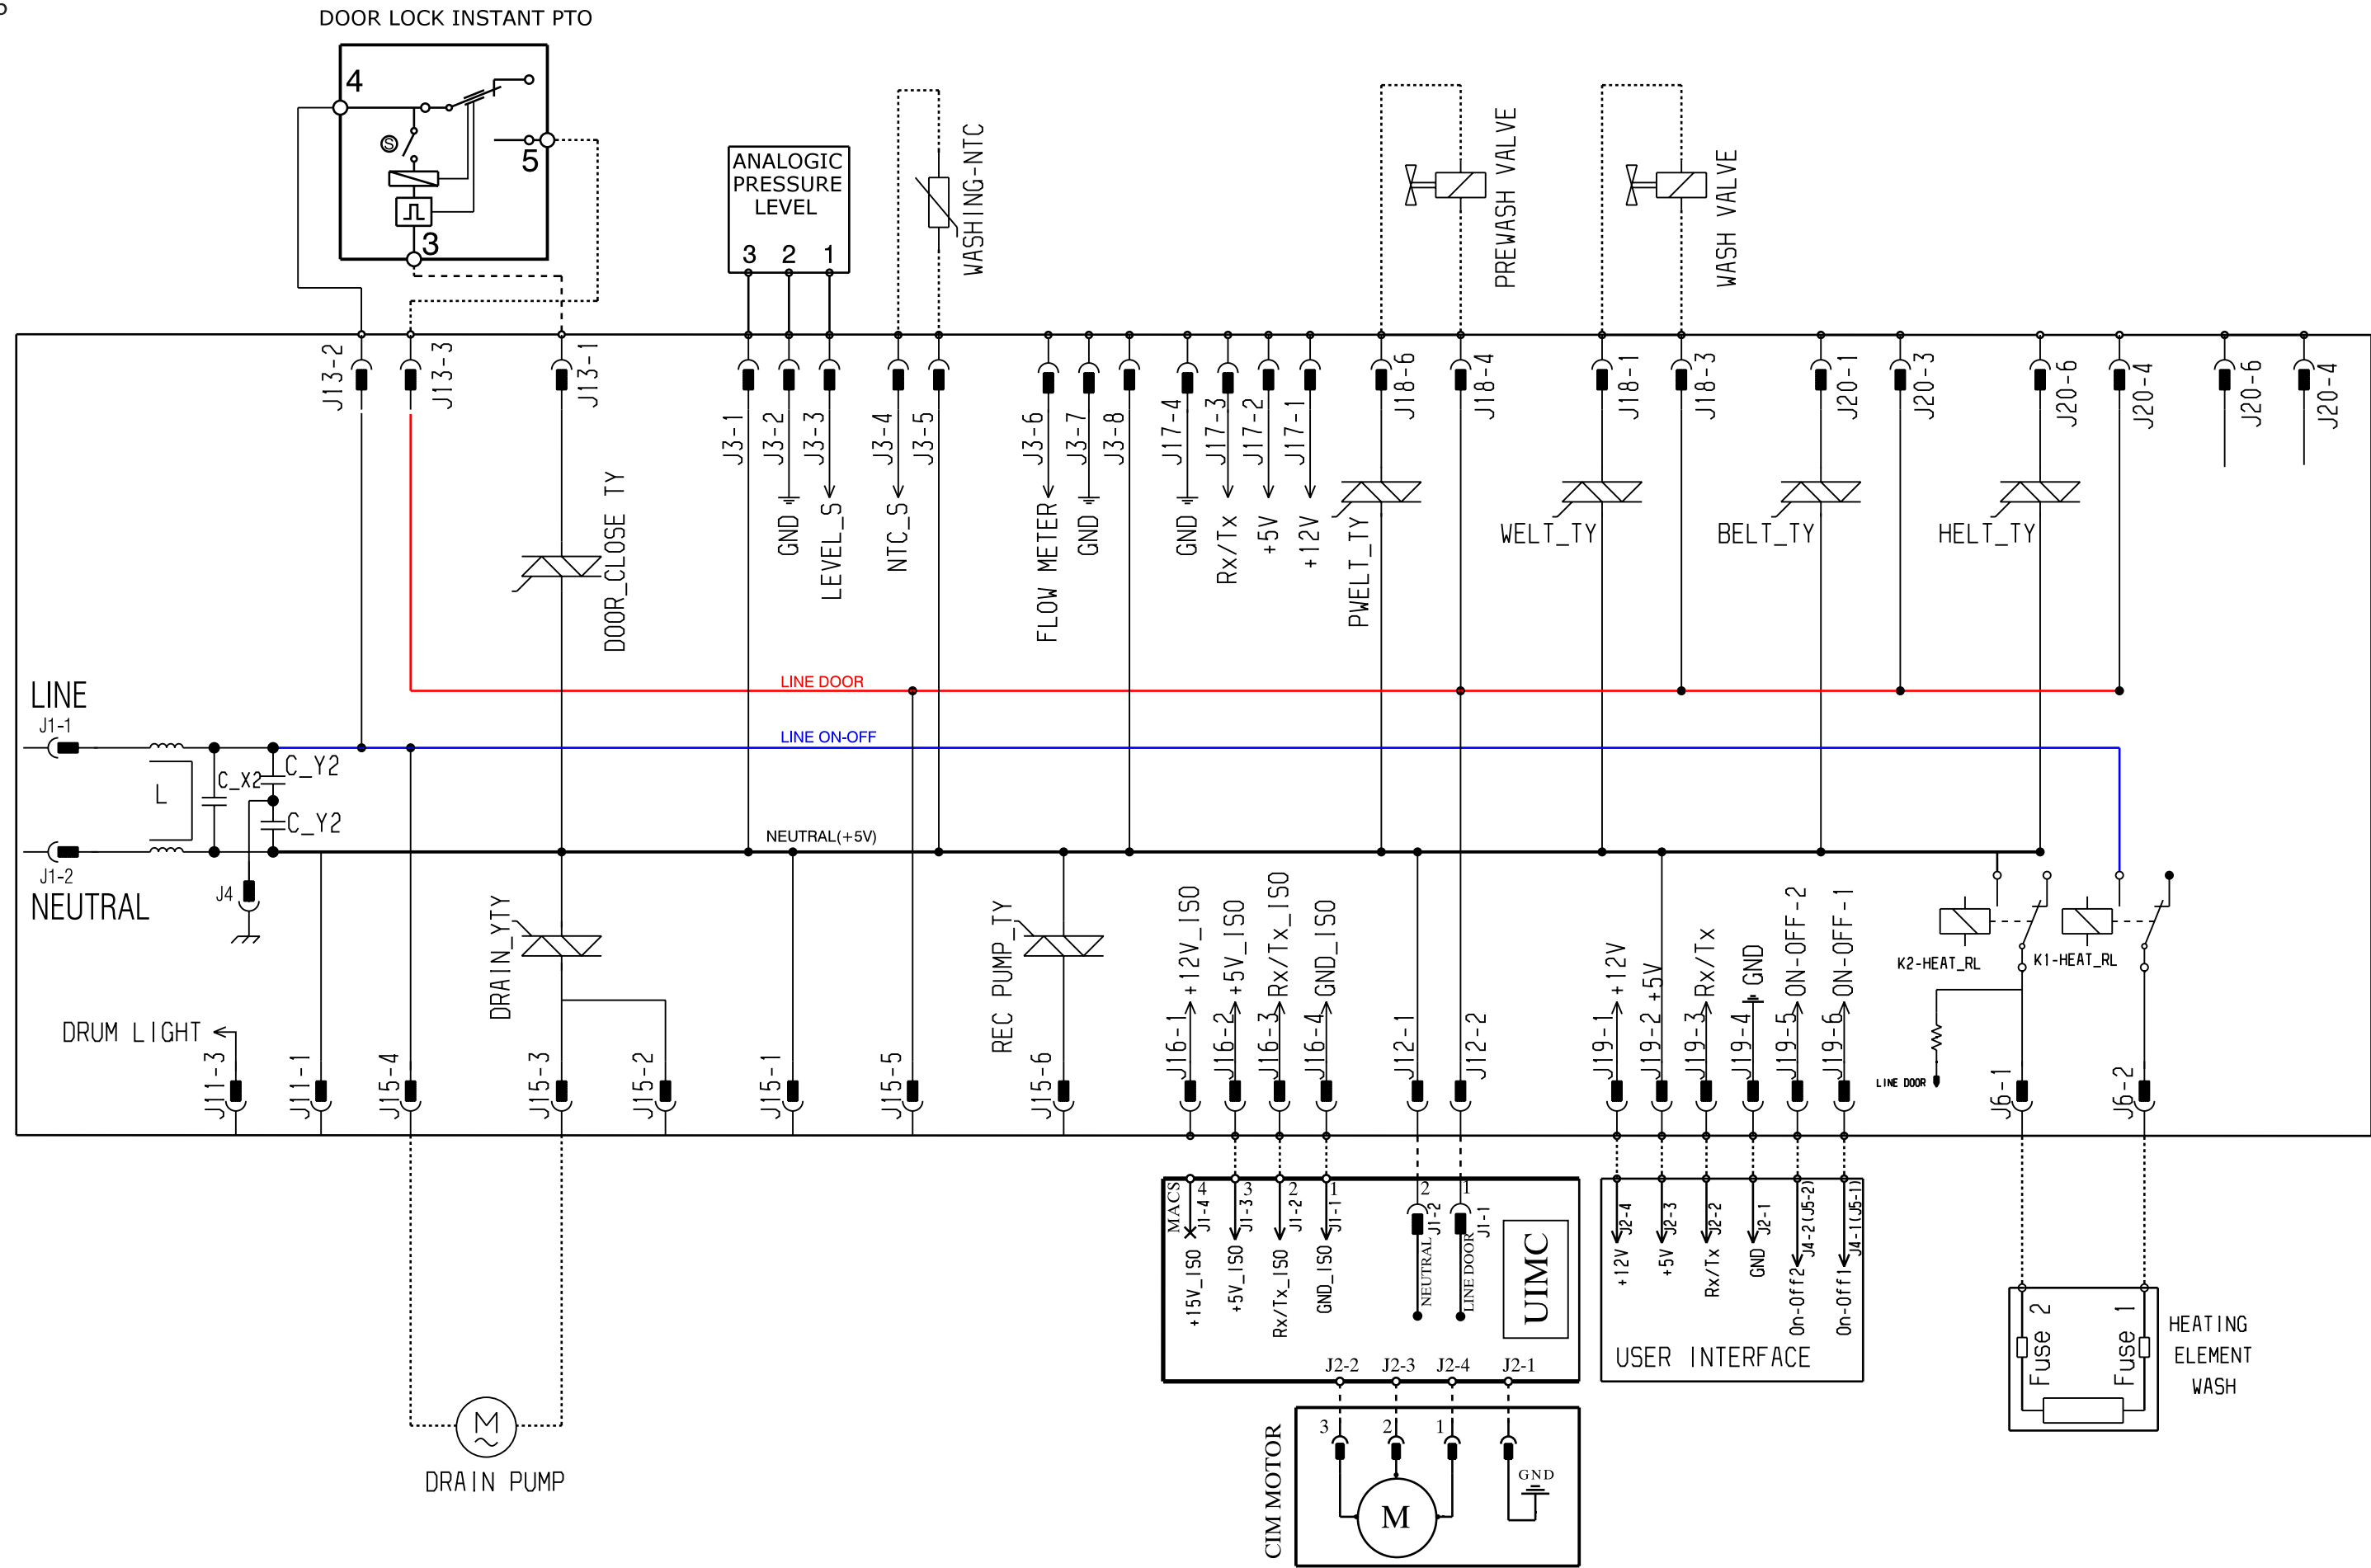 DOOR LOCK INSTANT PTO
4
S
5
3
ANALOGIC
PRESSURE
LEVEL
3 2 1
WASHING-NTC
PREWASH VALVE
WASH VALVE
J13-2
J13-3
J13-1
J3-1
J3-2
J3-3
J3-4
J3-5
J3-6
J3-7
J3-8
J17-4
J17-3
J17-2
J17-1
J18-6
J18-4
J18-1
J18-3
J20-1
J20-3
J20-6
J20-4
J20-6
J20-4
DOOR_CLOSE TY
GND
LEVEL_S
NTC_S
FLOW METER
GND
GND
Rx/Tx
+5V
+12V
PWELT_TY
WELT_TY
BELT_TY
HELT_TY
LINE
J1-1
LINE DOOR
LINE ON-OFF
L
C_X2
C_Y2
C_Y2
NEUTRAL(+5V)
J1-2
NEUTRAL
J4
DRAIN_YTY
REC PUMP_TY
+12V_ISO
+5V_ISO
Rx/Tx_ISO
GND_ISO
+12V
+5V
Rx/Tx
GND
ON-OFF-2
ON-OFF-1
K2-HEAT_RL
K1-HEAT_RL
DRUM LIGHT
LINE DOOR
J11-3
J11-1
J15-4
J15-3
J15-2
J15-1
J15-5
J15-6
J16-1
J16-2
J16-3
J16-4
J12-1
J12-2
J19-1
J19-2
J19-3
J19-4
J19-5
J19-6
J6-1
J6-2
MACS
4
3
2
1
2
1
J1-4
J1-3
J1-2
J1-1
J1-2
J1-1
+15V_ISO
+5V_ISO
Rx/Tx_ISO
GND_ISO
NEUTRAL
LINE DOOR
UIMC
J2-2 J2-3 J2-4 J2-1
J2-4
J2-3
J2-2
J2-1
J4-2(J5-2)
J4-1(J5-1)
+12V
+5V
Rx/Tx
GND
On-Off2
On-Off1
USER INTERFACE
Fuse 2
Fuse 1
HEATING
ELEMENT
WASH
M
DRAIN PUMP
CIM MOTOR
3 2 1
GND
M